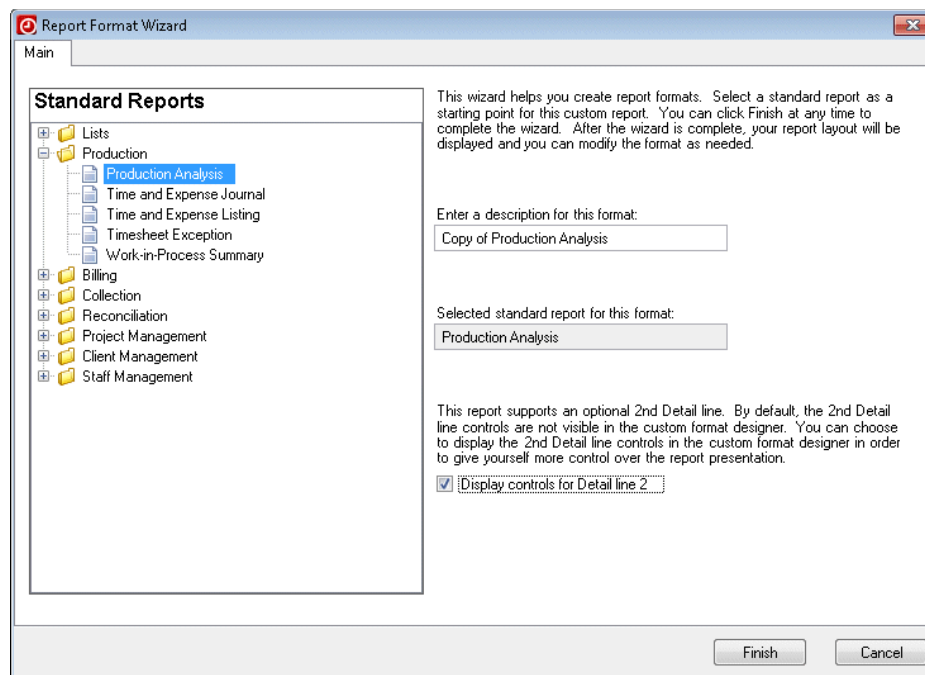 Report Format Wizard
Main
Standard Reports
Lists
Production
Production Analysis
Time and Expense Journal
Time and Expense Listing
Timesheet Exception
Work-in-Process Summary
Billing
Collection
Reconciliation
Project Management
Client Management
Staff Management
This wizard helps you create report formats. Select a standard report as a
starting point for this custom report. You can click Finish at any time to
complete the wizard. After the wizard is complete, your report layout will be
displayed and you can modify the format as needed.
Enter a description for this format:
Copy of Production Analysis
Selected standard report for this format:
Production Analysis
This report supports an optional 2nd Detail line. By default, the 2nd Detail
line controls are not visible in the custom format designer. You can choose
to display the 2nd Detail line controls in the custom format designer in order
to give yourself more control over the report presentation.
Display controls for Detail line 2
Finish
Cancel